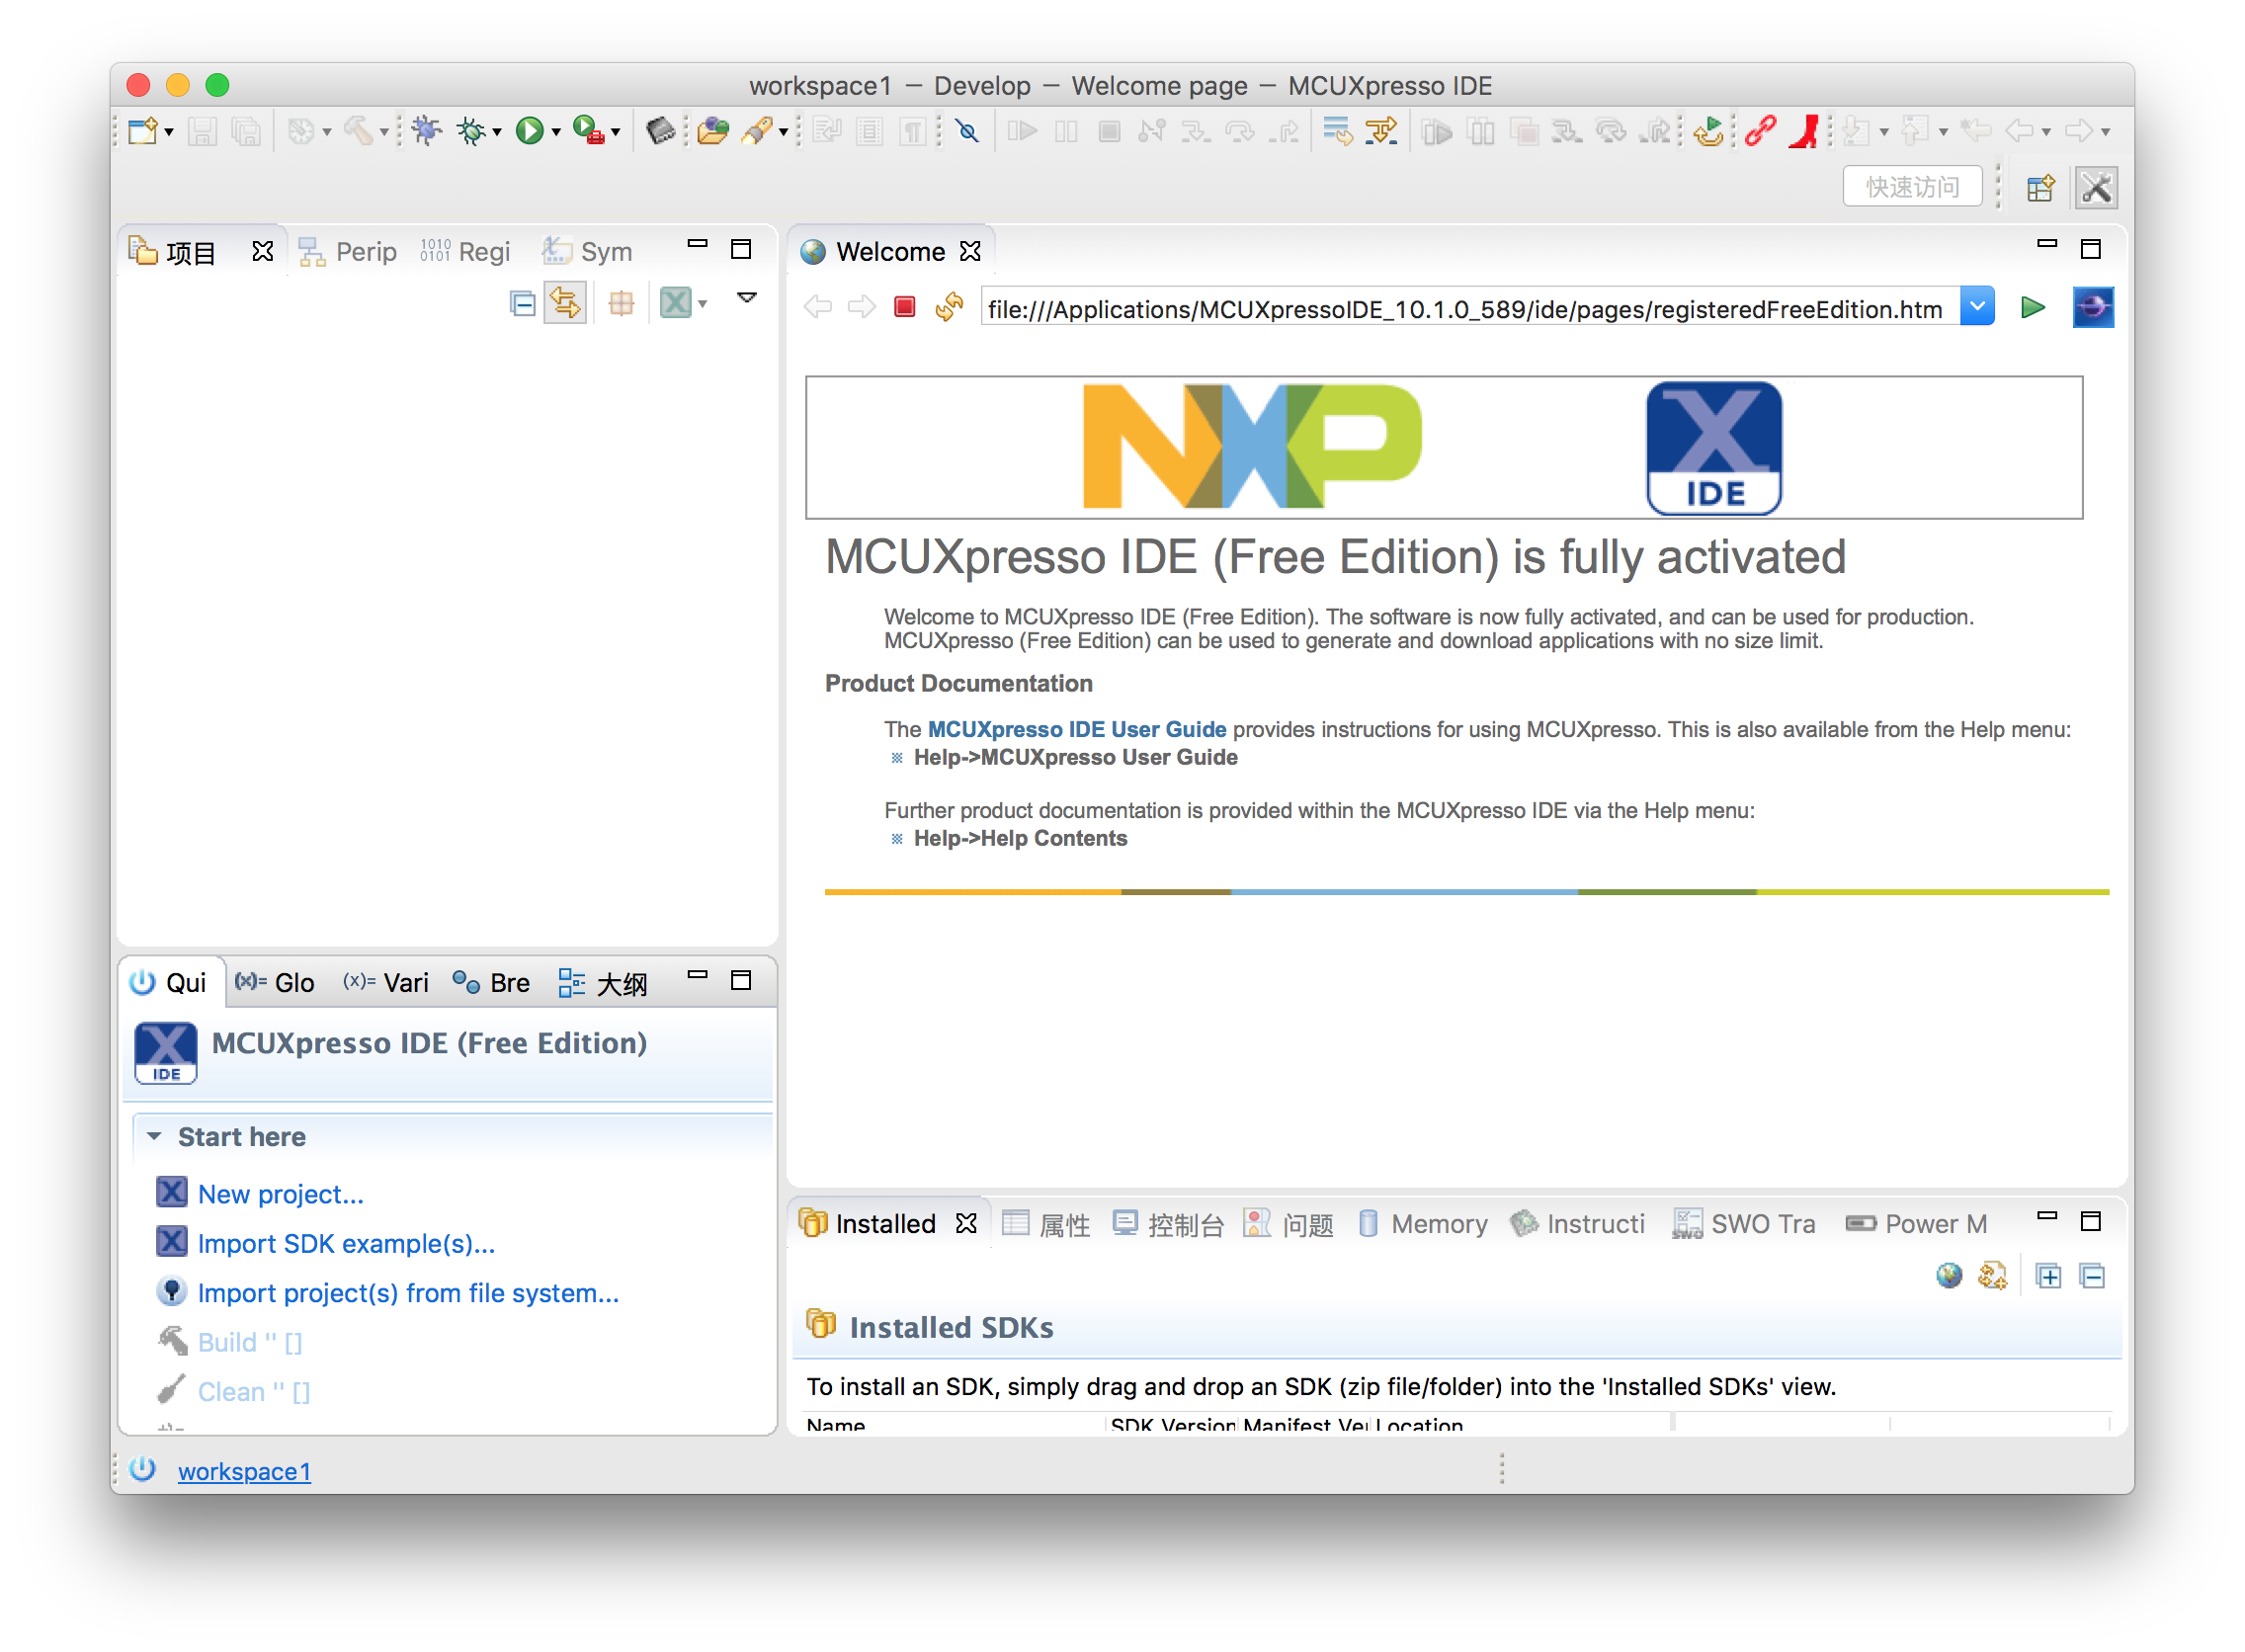 workspace1 — Develop — Welcome page — MCUXpresso IDE
快速访问
项目
Perip
1010
0101
Regi
Sym
Welcome
file:///Applications/MCUXpressoIDE_10.1.0_589/ide/pages/registeredFreeEdition.htm
NXP
X
IDE
MCUXpresso IDE (Free Edition) is fully activated
Welcome to MCUXpresso IDE (Free Edition). The software is now fully activated, and can be used for production.
MCUXpresso (Free Edition) can be used to generate and download applications with no size limit.
Product Documentation
The MCUXpresso IDE User Guide provides instructions for using MCUXpresso. This is also available from the Help menu:
Help->MCUXpresso User Guide
Further product documentation is provided within the MCUXpresso IDE via the Help menu:
Help->Help Contents
Qui
(x)= Glo
(x)= Vari
Bre
大纲
X
IDE
MCUXpresso IDE (Free Edition)
Start here
New project...
Import SDK example(s)...
Import project(s) from file system...
Build '' []
Clean '' []
Installed
属性
控制台
问题
Memory
Instructi
SWO
SWO Tra
Power M
Installed SDKs
To install an SDK, simply drag and drop an SDK (zip file/folder) into the 'Installed SDKs' view.
Name
SDK Version
Manifest Ver
Location
workspace1